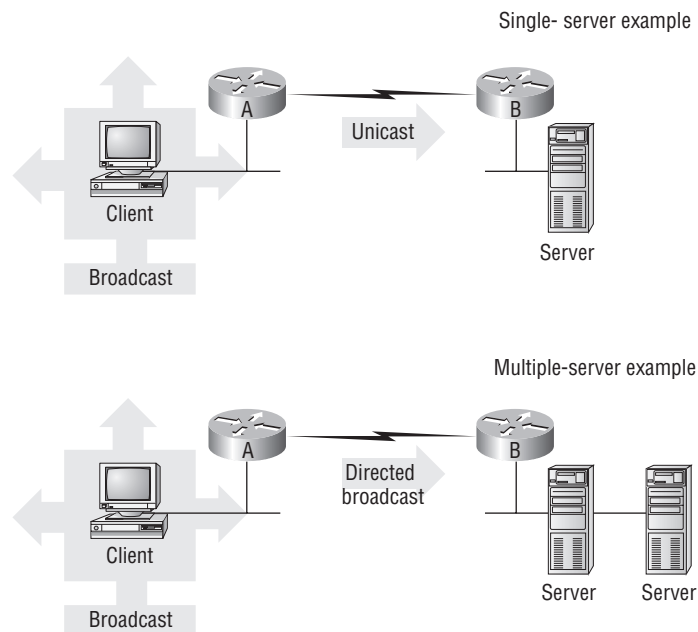 Single- server example
A
B
Unicast
Client
Server
Broadcast
Multiple-server example
A
B
Directed
broadcast
Client
Server
Server
Broadcast